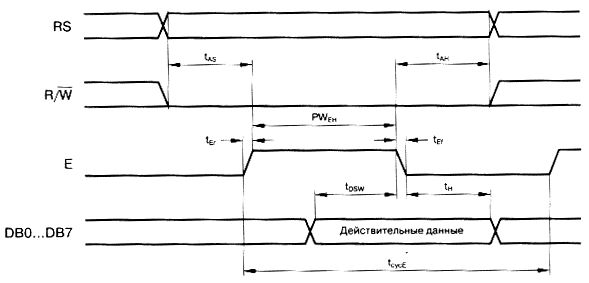 RS
tAS
tAH
R/W̅
PWEH
tEr
tEf
E
tDSW
tH
DB0...DB7
Действительные данные
tcycE